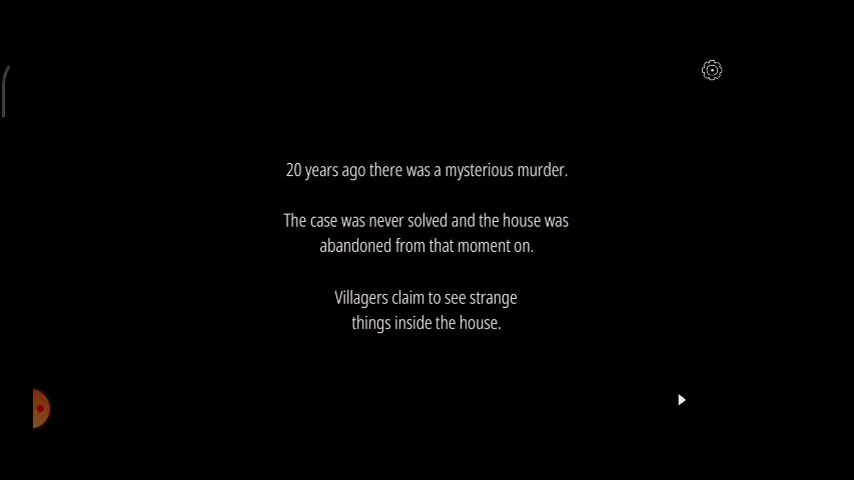 20 years ago there was a mysterious murder.
The case was never solved and the house was
abandoned from that moment on.
Villagers claim to see strange
things inside the house.